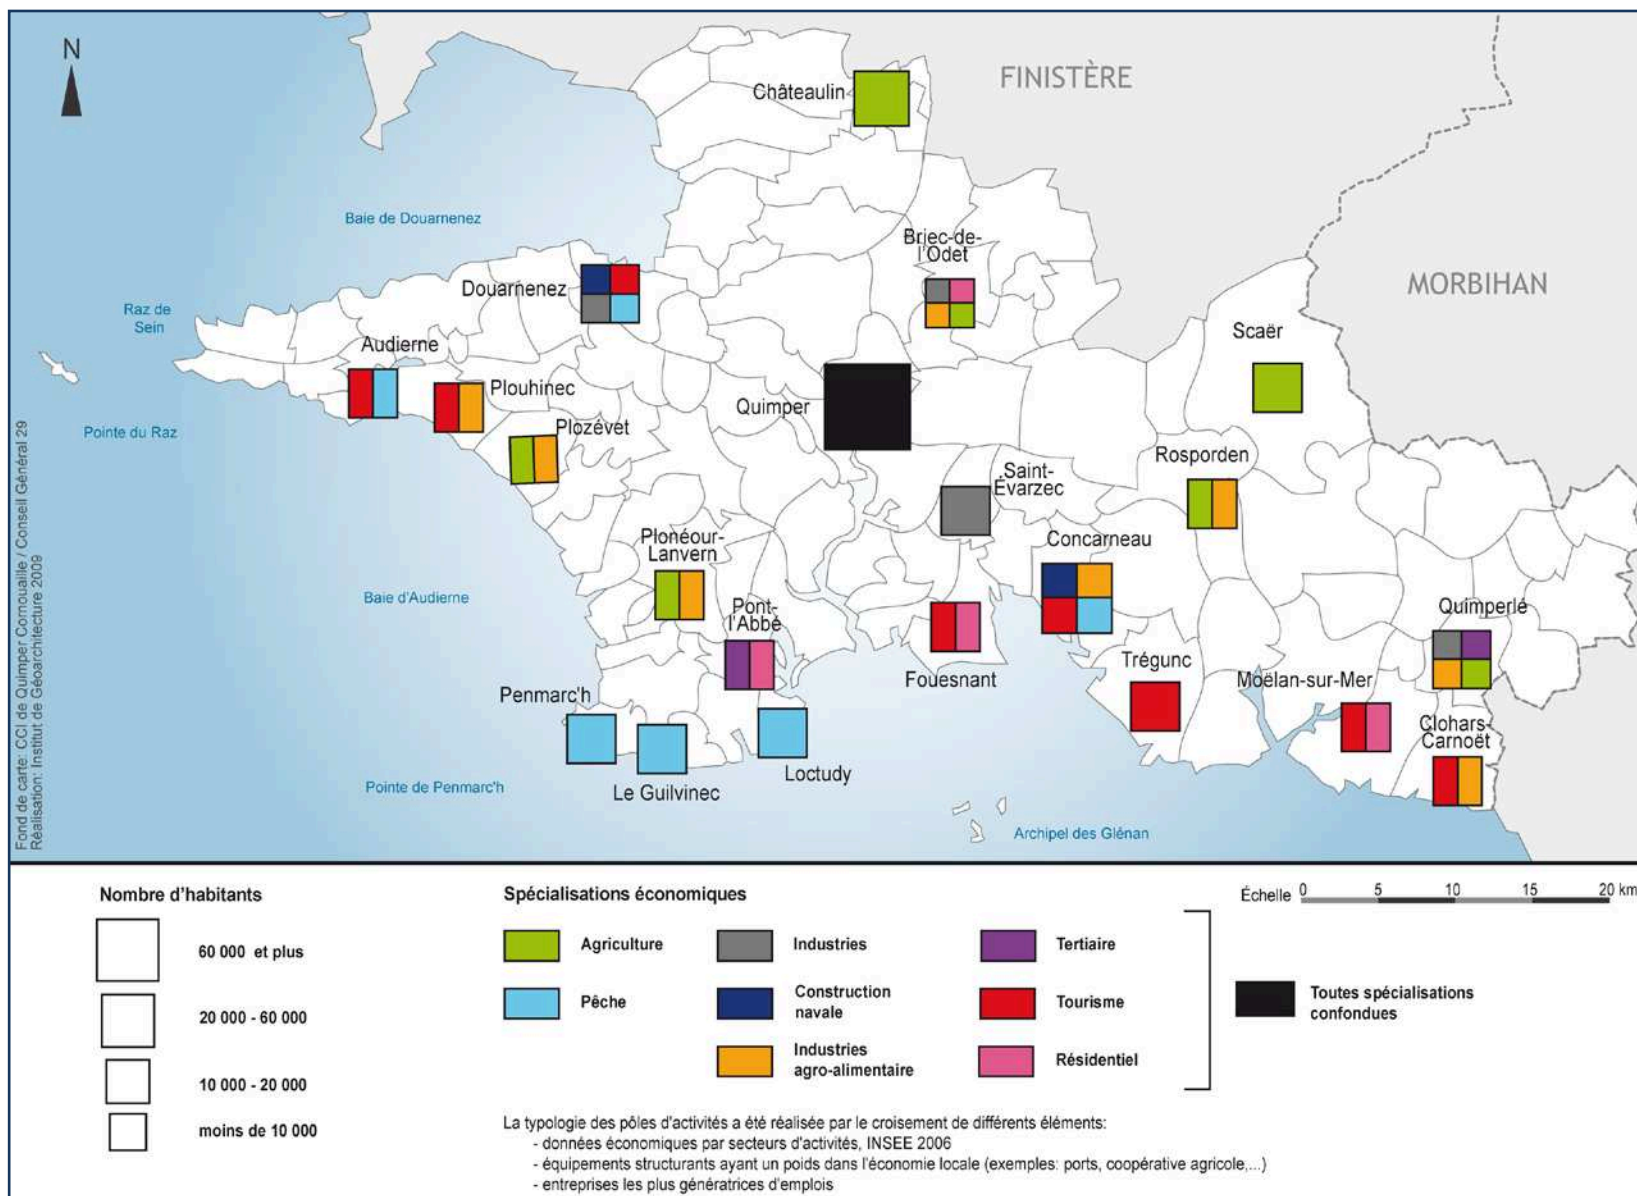 N
FINISTÈRE
Châteaulin
Baie de Douarnenez
Briec-de-
l'Odet
MORBIHAN
Douarnenez
Raz de
Sein
Scaër
Audierne
Plouhinec
Quimper
Pointe du Raz
Plozévet
Rosporden
Saint-
Évarzec
Plonéour-
Lanvern
Concarneau
Baie d'Audierne
Pont-
l'Abbé
Quimperlé
Trégunc
Fouesnant
Moëlan-sur-Mer
Penmarc'h
Clohars-
Carnoët
Loctudy
Pointe de Penmarc'h
Le Guilvinec
Archipel des Glénan
Fond de carte: CCI de Quimper Cornouaille / Conseil Général 29
Réalisation: Institut de Géoarchitecture 2009
Nombre d'habitants
60 000 et plus
20 000 - 60 000
10 000 - 20 000
moins de 10 000
Spécialisations économiques
Agriculture
Pêche
Industries
Construction
navale
Industries
agro-alimentaire
Tertiaire
Tourisme
Résidentiel
Échelle 0 5 10 15 20 km
Toutes spécialisations
confondues
La typologie des pôles d'activités a été réalisée par le croisement de différents éléments:
- données économiques par secteurs d'activités, INSEE 2006
- équipements structurants ayant un poids dans l'économie locale (exemples: ports, coopérative agricole,...)
- entreprises les plus génératrices d'emplois